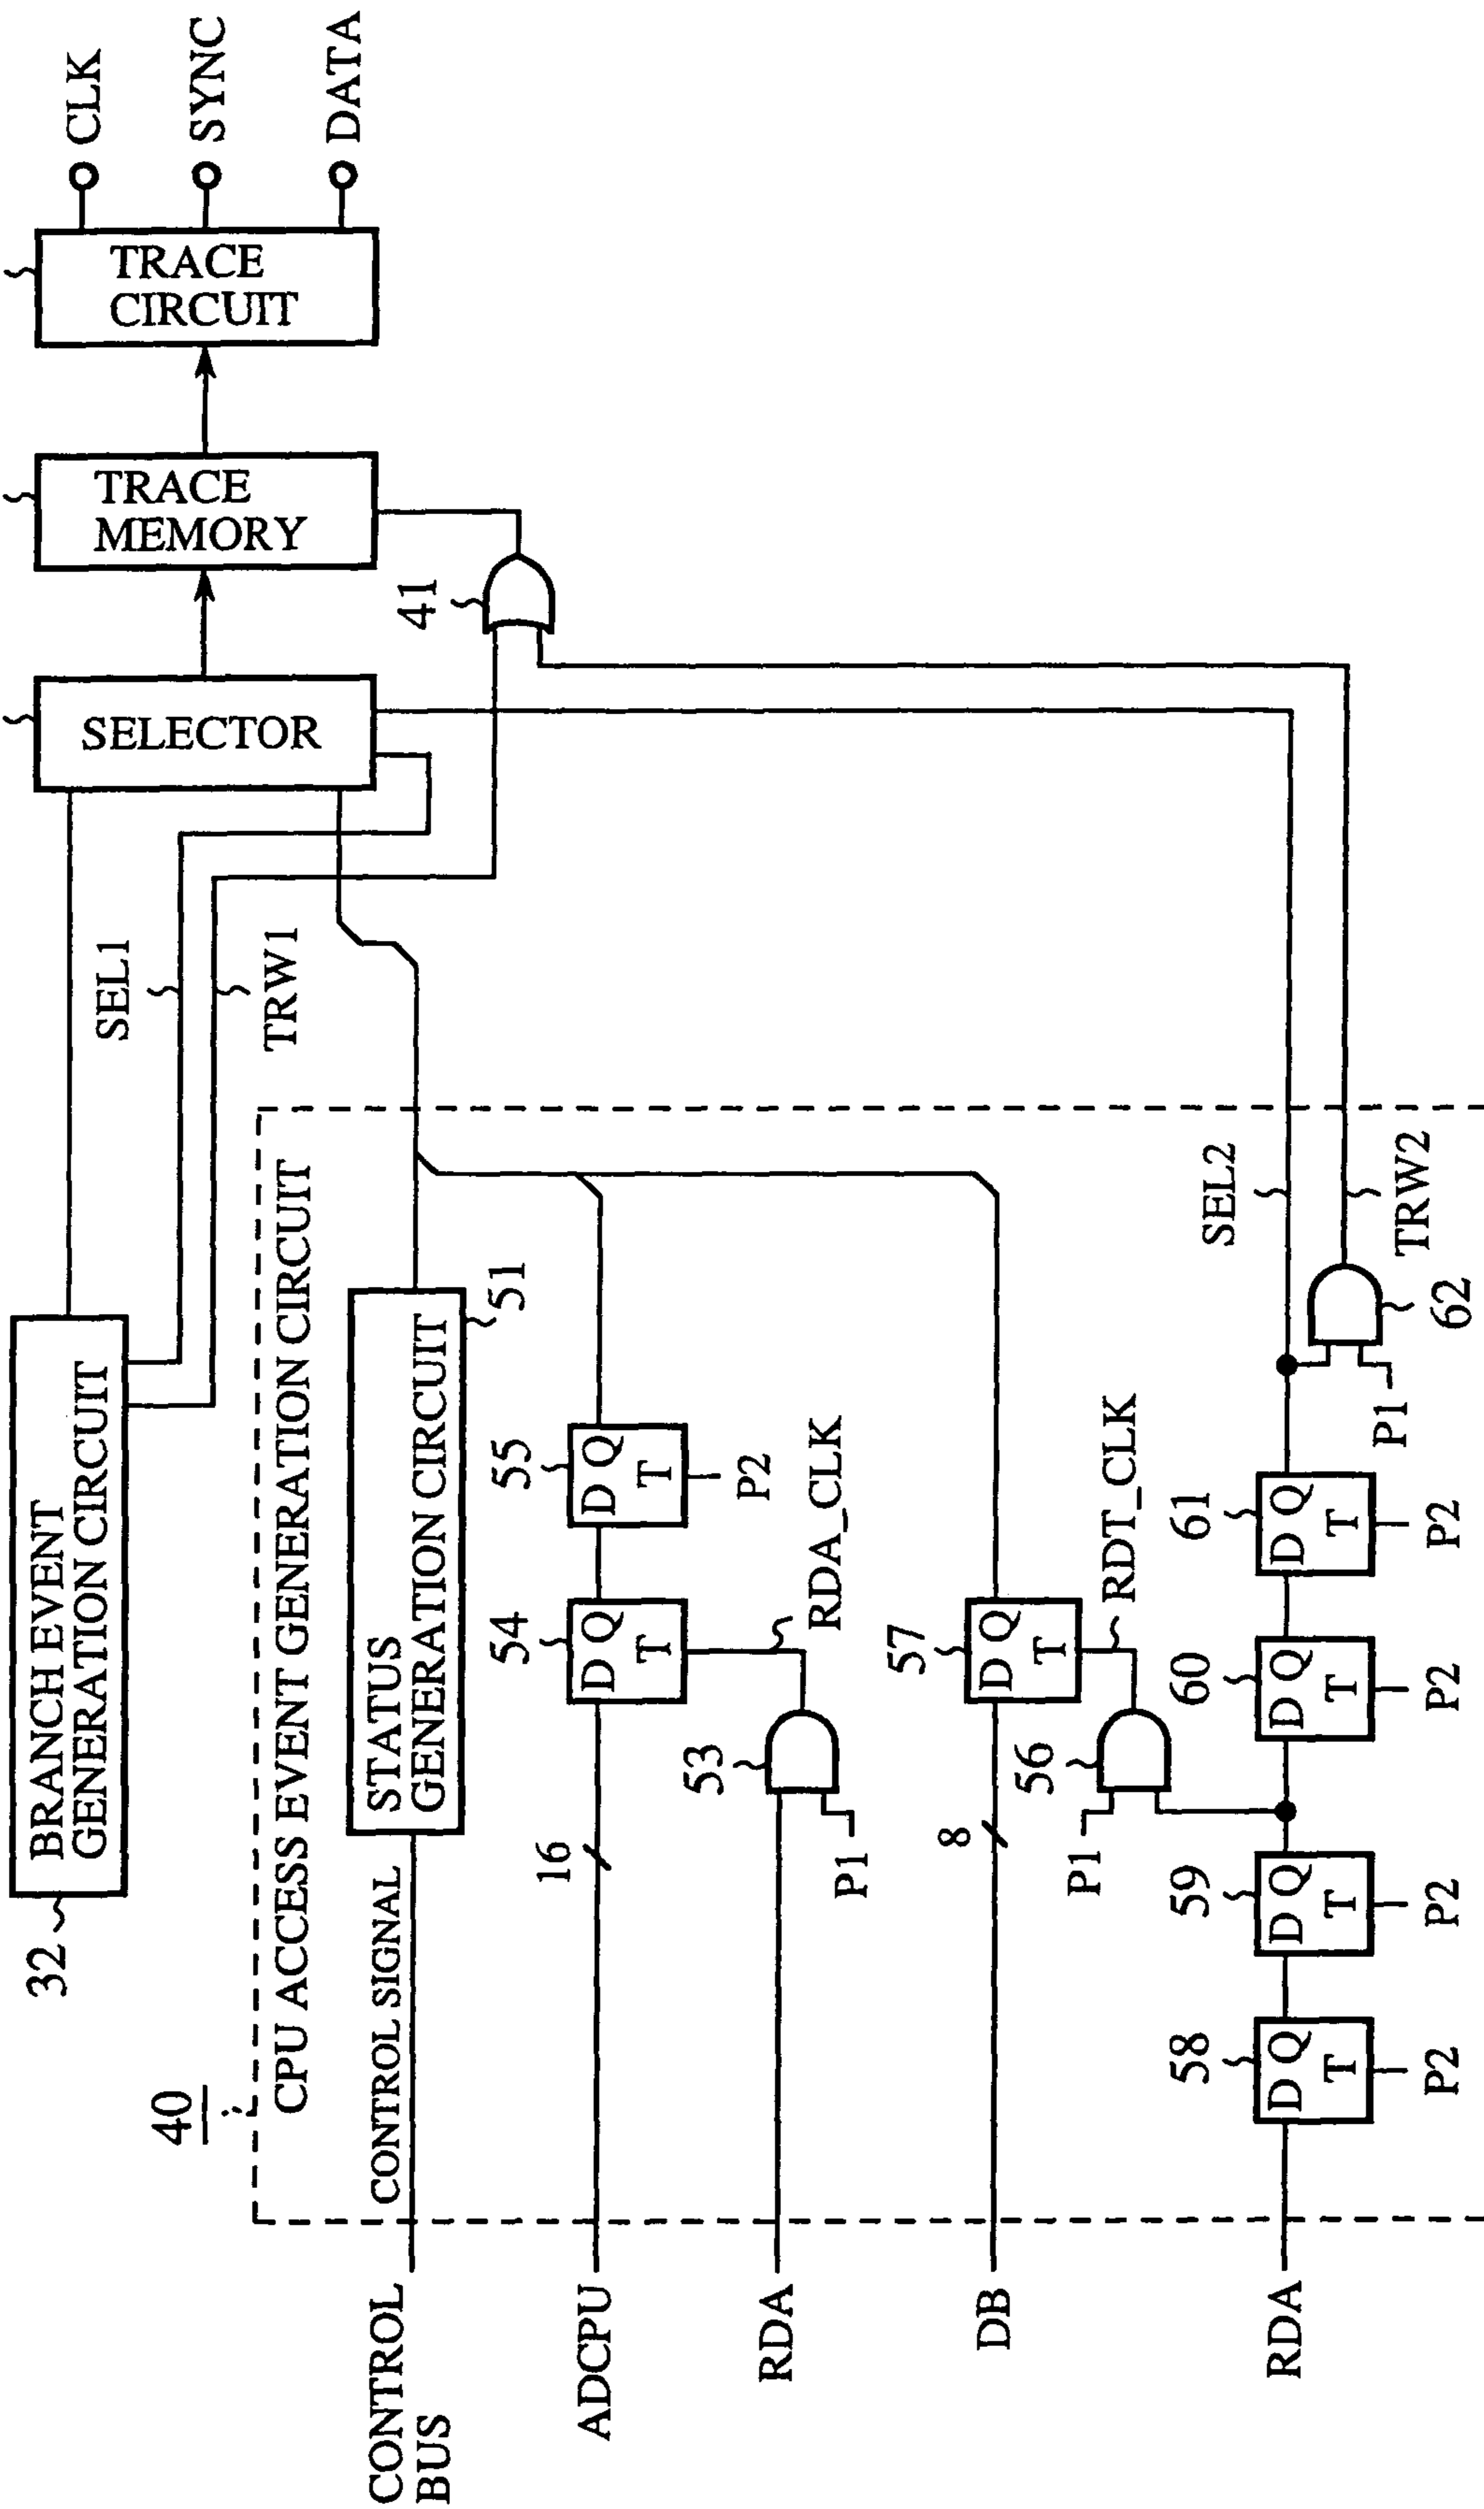 32
BRANCH EVENT
GENERATION CIRCUIT
SEL1
TRW1
SELECTOR
TRACE
MEMORY
TRACE
CIRCUIT
CLK
SYNC
DATA
41
40
CPU ACCESS EVENT GENERATION CIRCUIT
CONTROL
BUS
CONTROL SIGNAL
STATUS
GENERATION CIRCUIT
51
ADCPU
16
54
D Q
T
55
D Q
T
P2
RDA
53
P1
RDA_CLK
DB
8
57
D Q
T
56
P1
RDT_CLK
RDA
58
D Q
T
P2
59
D Q
T
P2
60
D Q
T
P2
61
D Q
T
P2
P1
62
SEL2
TRW2